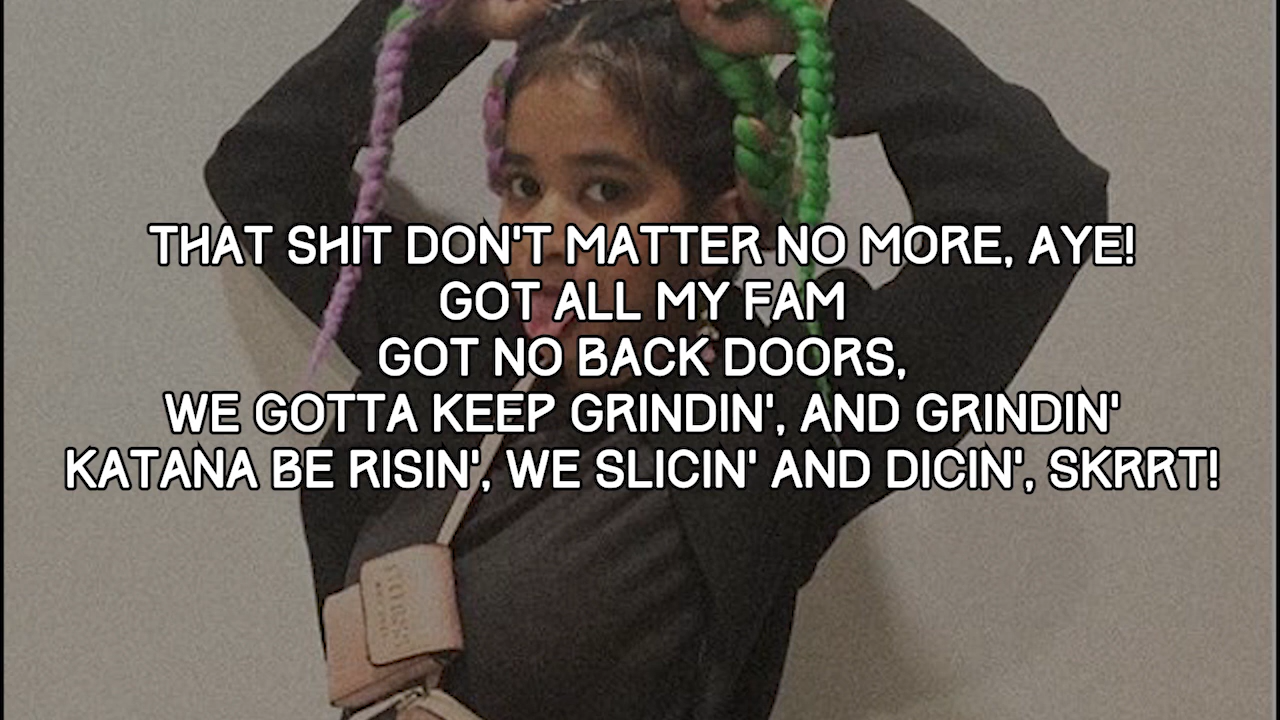 THAT SHIT DON'T MATTER NO MORE, AYE!
GOT ALL MY FAM
GOT NO BACK DOORS,
WE GOTTA KEEP GRINDIN', AND GRINDIN'
KATANA BE RISIN', WE SLICIN' AND DICIN', SKRRT!